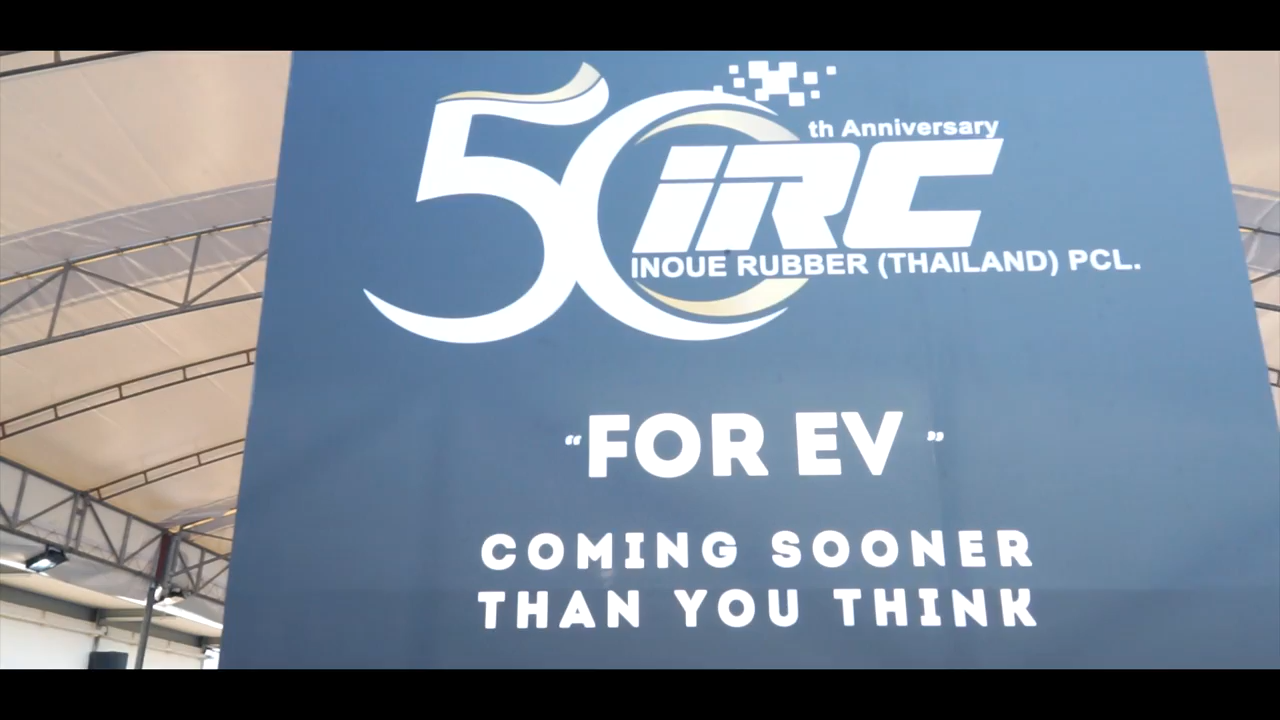 50th Anniversary
iRC
INOUE RUBBER (THAILAND) PCL.
“FOR EV”
COMING SOONER
THAN YOU THINK